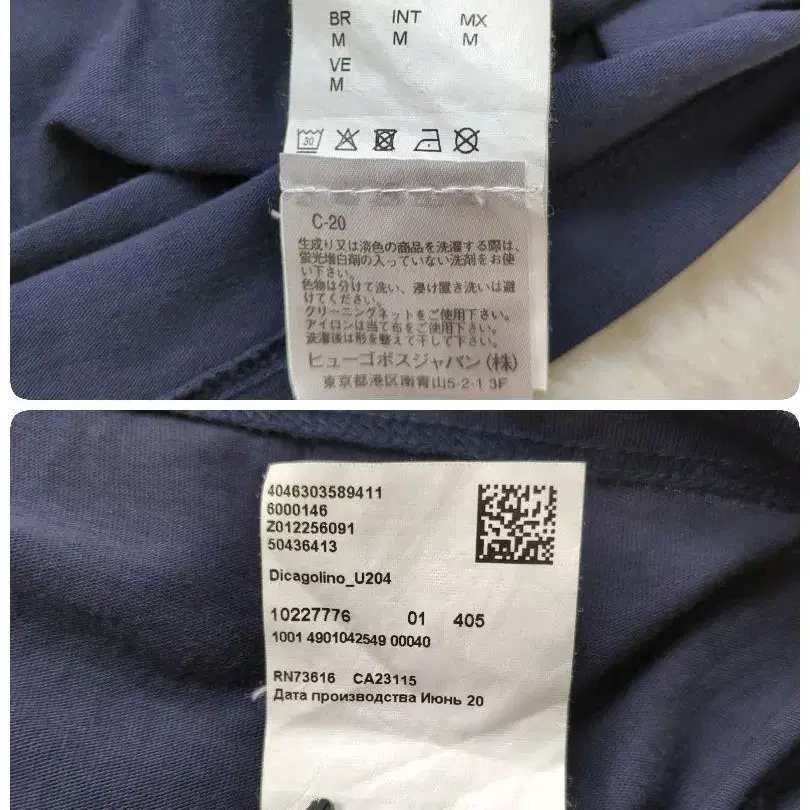 BR INT MX
M M M
VE
M
30
C-20
生成り又は淡色の商品を洗濯する際は、
蛍光増白剤の入っていない洗剤をお使
い下さい。
色物は分けて洗い、浸け置き洗いは避
けてください。
クリーニングネットをご使用下さい。
アイロンは当て布をご使用下さい。
洗濯後は形を整えて干して下さい。
ヒューゴボスジャパン(株)
東京都港区南青山5-2-1 3F
4046303589411
6000146
Z012256091
50436413
Dicagolino_U204
10227776 01 405
1001 4901042549 00040
RN73616 CA23115
Дата производства Июнь 20